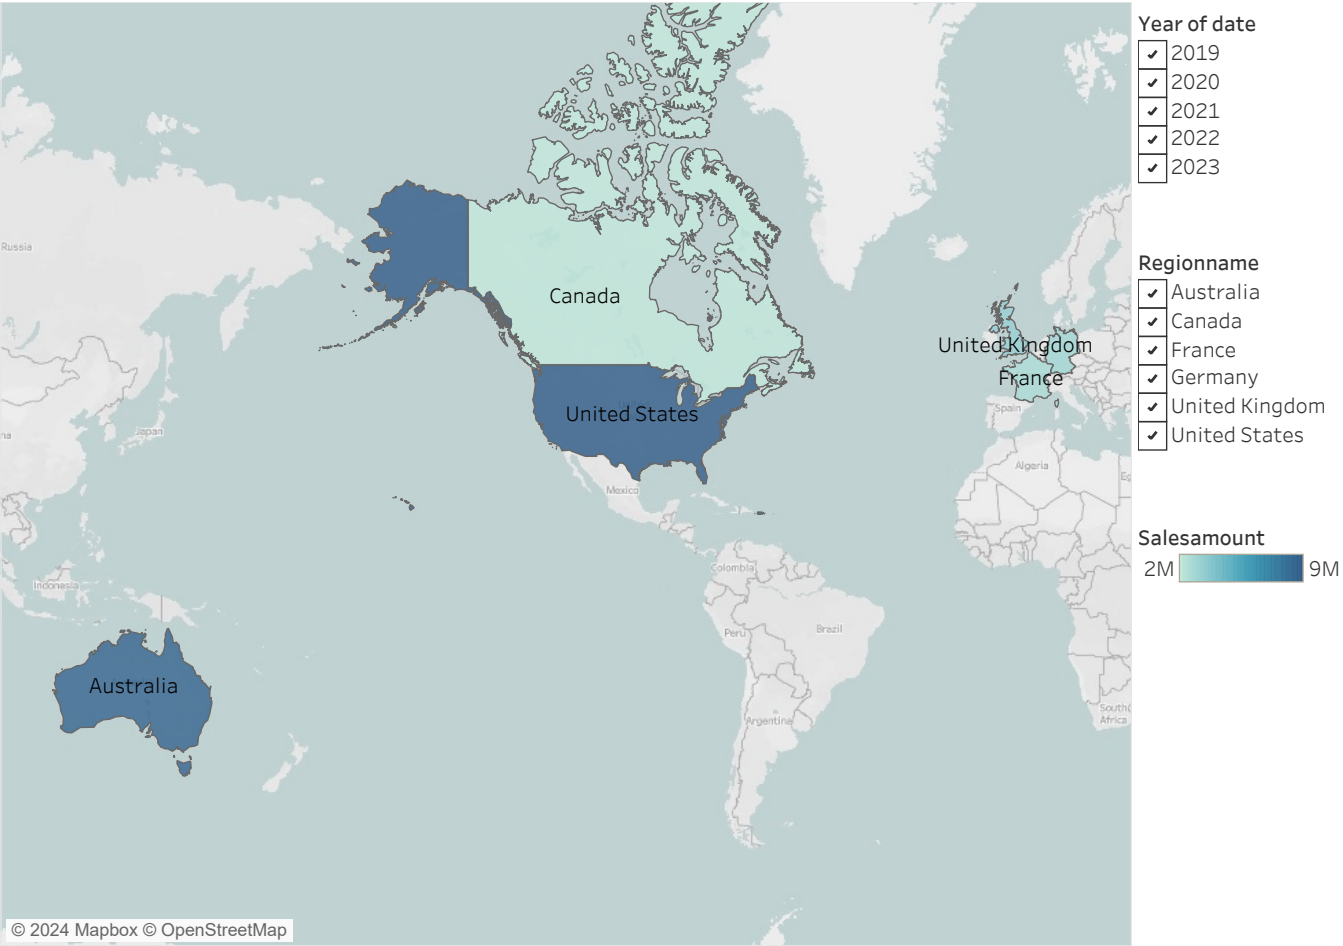 Year of date
2019
2020
2021
2022
2023
Regionname
Australia
Canada
France
Germany
United Kingdom
United States
Salesamount
2M 9M
Russia
Canada
United Kingdom
France
Spain
United States
na
Japan
Algeria
Eg
Mexico
Colombia
Indonesia
Peru
Brazil
Australia
South
Africa
Argentina
© 2024 Mapbox © OpenStreetMap